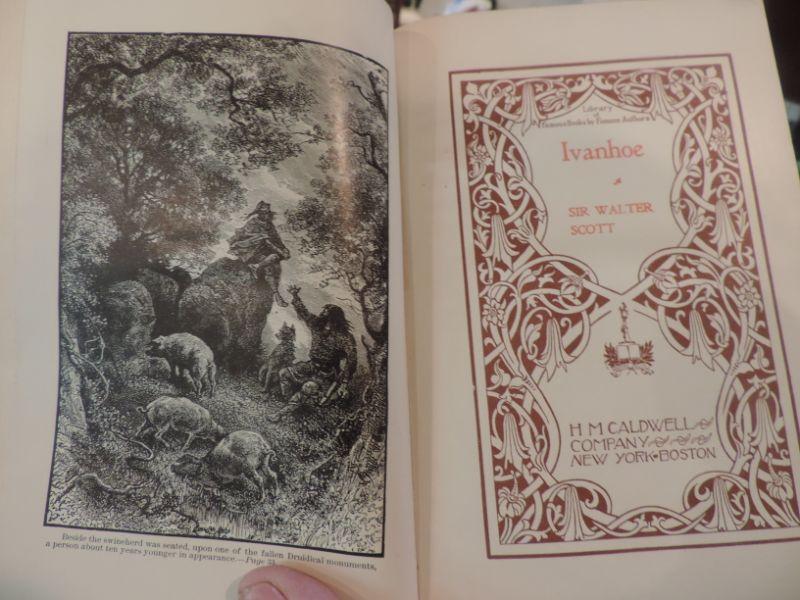 Beside the swineherd was seated, upon one of the fallen Druidical monuments,
a person about ten years younger in appearance.—Page 23.
Library
of
Famous Books by Famous Authors
Ivanhoe
SIR WALTER
SCOTT
H M CALDWELL
COMPANY
NEW YORK • BOSTON